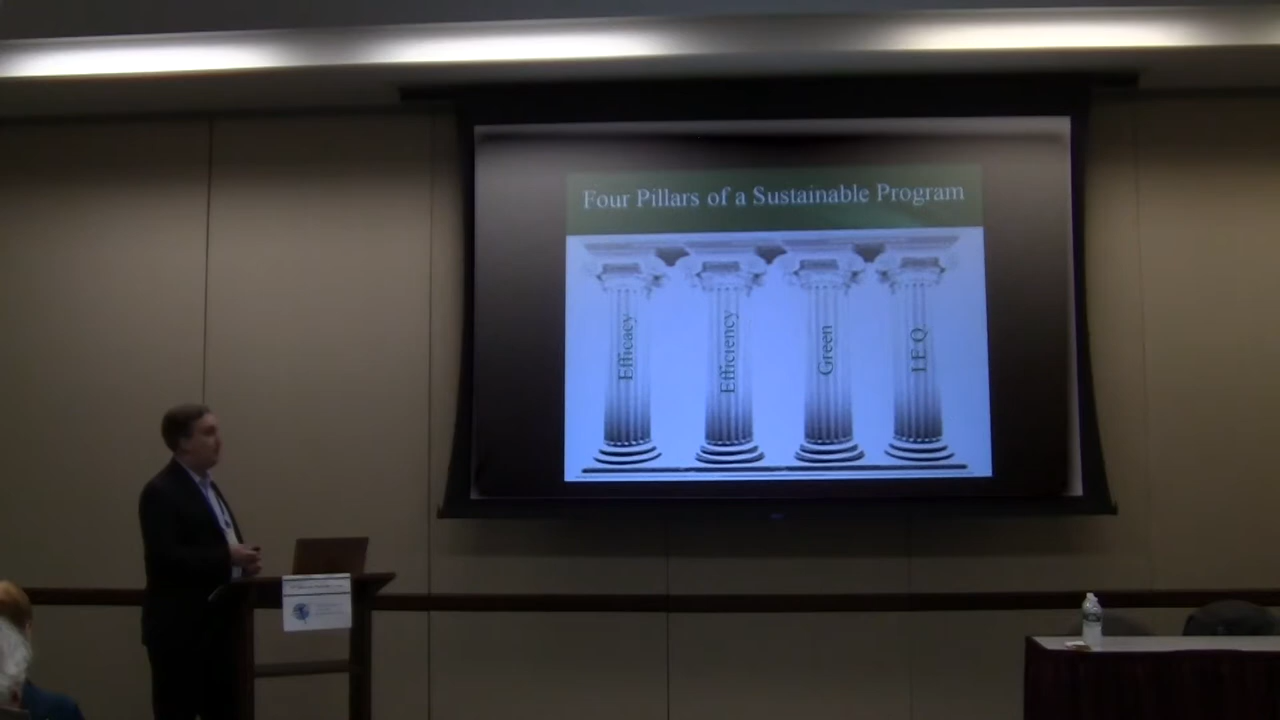 Four Pillars of a Sustainable Program
Efficacy
Efficiency
Green
I E Q